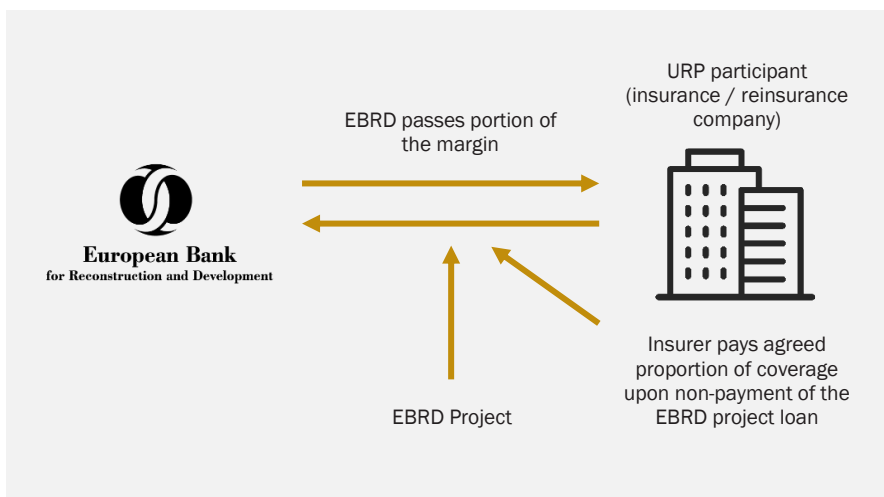 URP participant
(insurance / reinsurance
company)
EBRD passes portion of
the margin
European Bank
for Reconstruction and Development
Insurer pays agreed
proportion of coverage
upon non-payment of the
EBRD project loan
EBRD Project